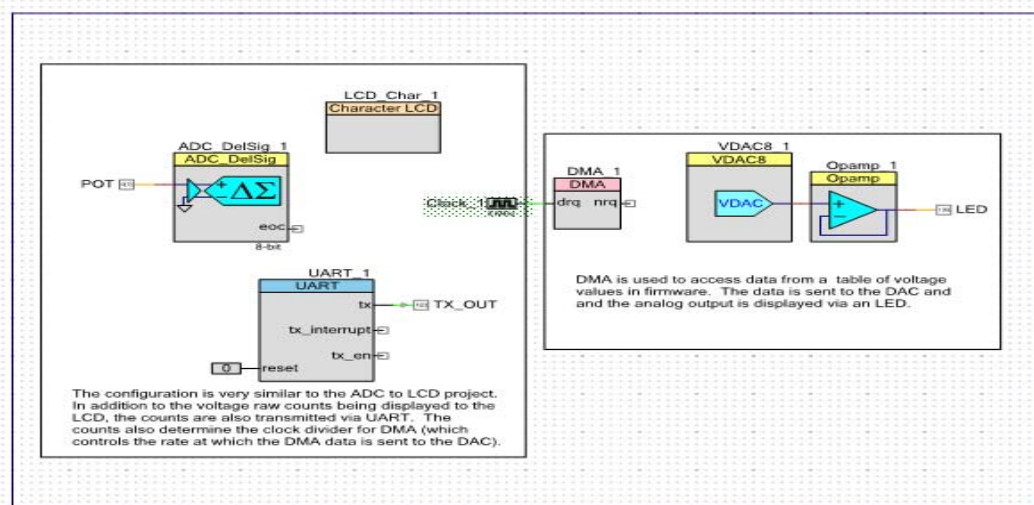 LCD_Char_1
Character LCD
ADC_DelSig_1
ADC_DelSig
POT
ΔΣ
eoc
8-bit
UART_1
UART
tx
TX_OUT
tx_interrupt
tx_en
0
reset
The configuration is very similar to the ADC to LCD project.
In addition to the voltage raw counts being displayed to the
LCD, the counts are also transmitted via UART. The
counts also determine the clock divider for DMA (which
controls the rate at which the DMA data is sent to the DAC).
Clock_1
DMA_1
DMA
drq nrq
VDAC8_1
VDAC8
VDAC
Opamp_1
Opamp
LED
DMA is used to access data from a table of voltage
values in firmware. The data is sent to the DAC and
and the analog output is displayed via an LED.